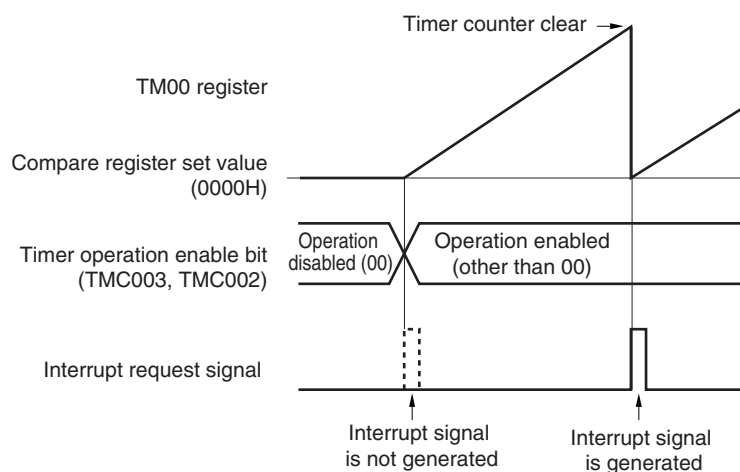 Timer counter clear
TM00 register
Compare register set value
(0000H)
Timer operation enable bit
(TMC003, TMC002)
Operation
disabled (00)
Operation enabled
(other than 00)
Interrupt request signal
Interrupt signal
is not generated
Interrupt signal
is generated